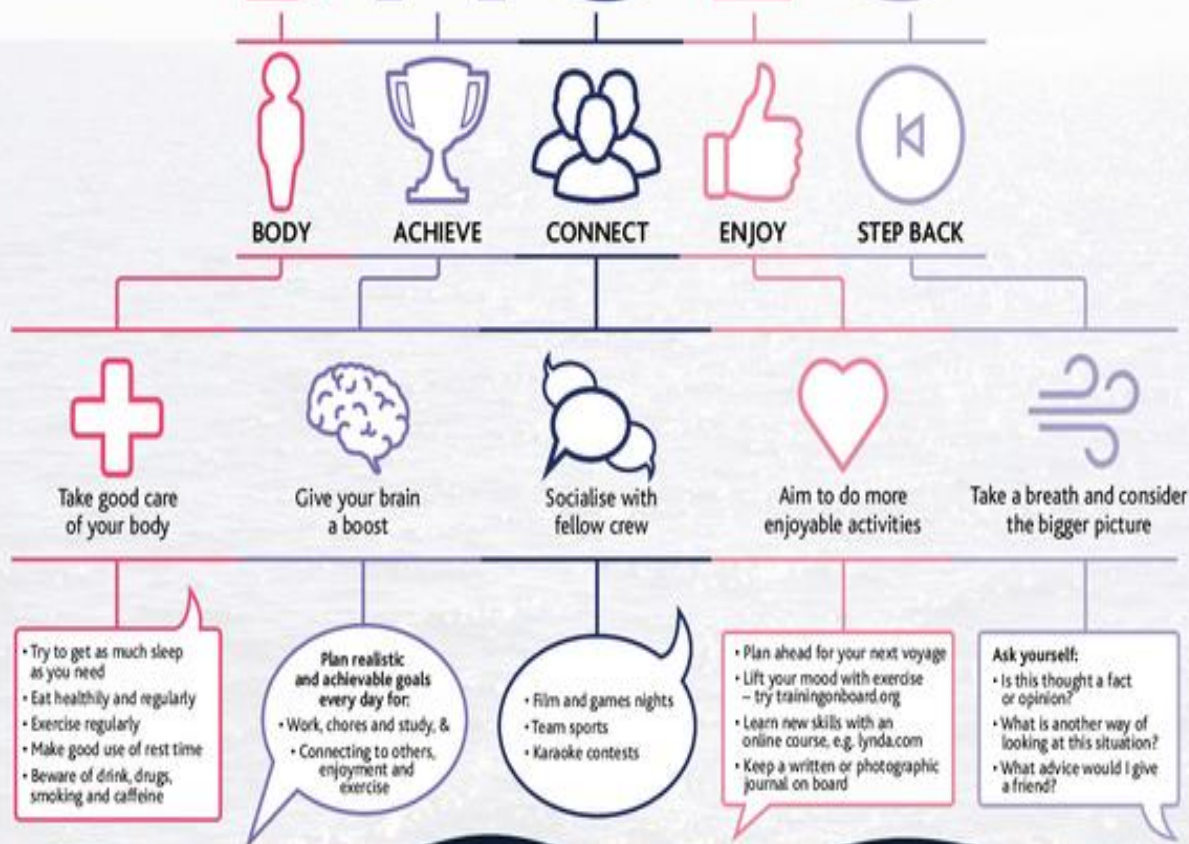 BODY
ACHIEVE
CONNECT
ENJOY
STEP BACK
Take good care
of your body
Give your brain
a boost
Socialise with
fellow crew
Aim to do more
enjoyable activities
Take a breath and consider
the bigger picture
• Try to get as much sleep
as you need
• Eat healthily and regularly
• Exercise regularly
• Make good use of rest time
• Beware of drink, drugs,
smoking and caffeine
Plan realistic
and achievable goals
every day for:
• Work, chores and study, &
• Connecting to others,
enjoyment and
exercise
• Film and games nights
• Team sports
• Karaoke contests
• Plan ahead for your next voyage
• Lift your mood with exercise
– try trainingonboard.org
• Learn new skills with an
online course, e.g. lynda.com
• Keep a written or photographic
journal on board
Ask yourself:
• Is this thought a fact
or opinion?
• What is another way of
looking at this situation?
• What advice would I give
a friend?